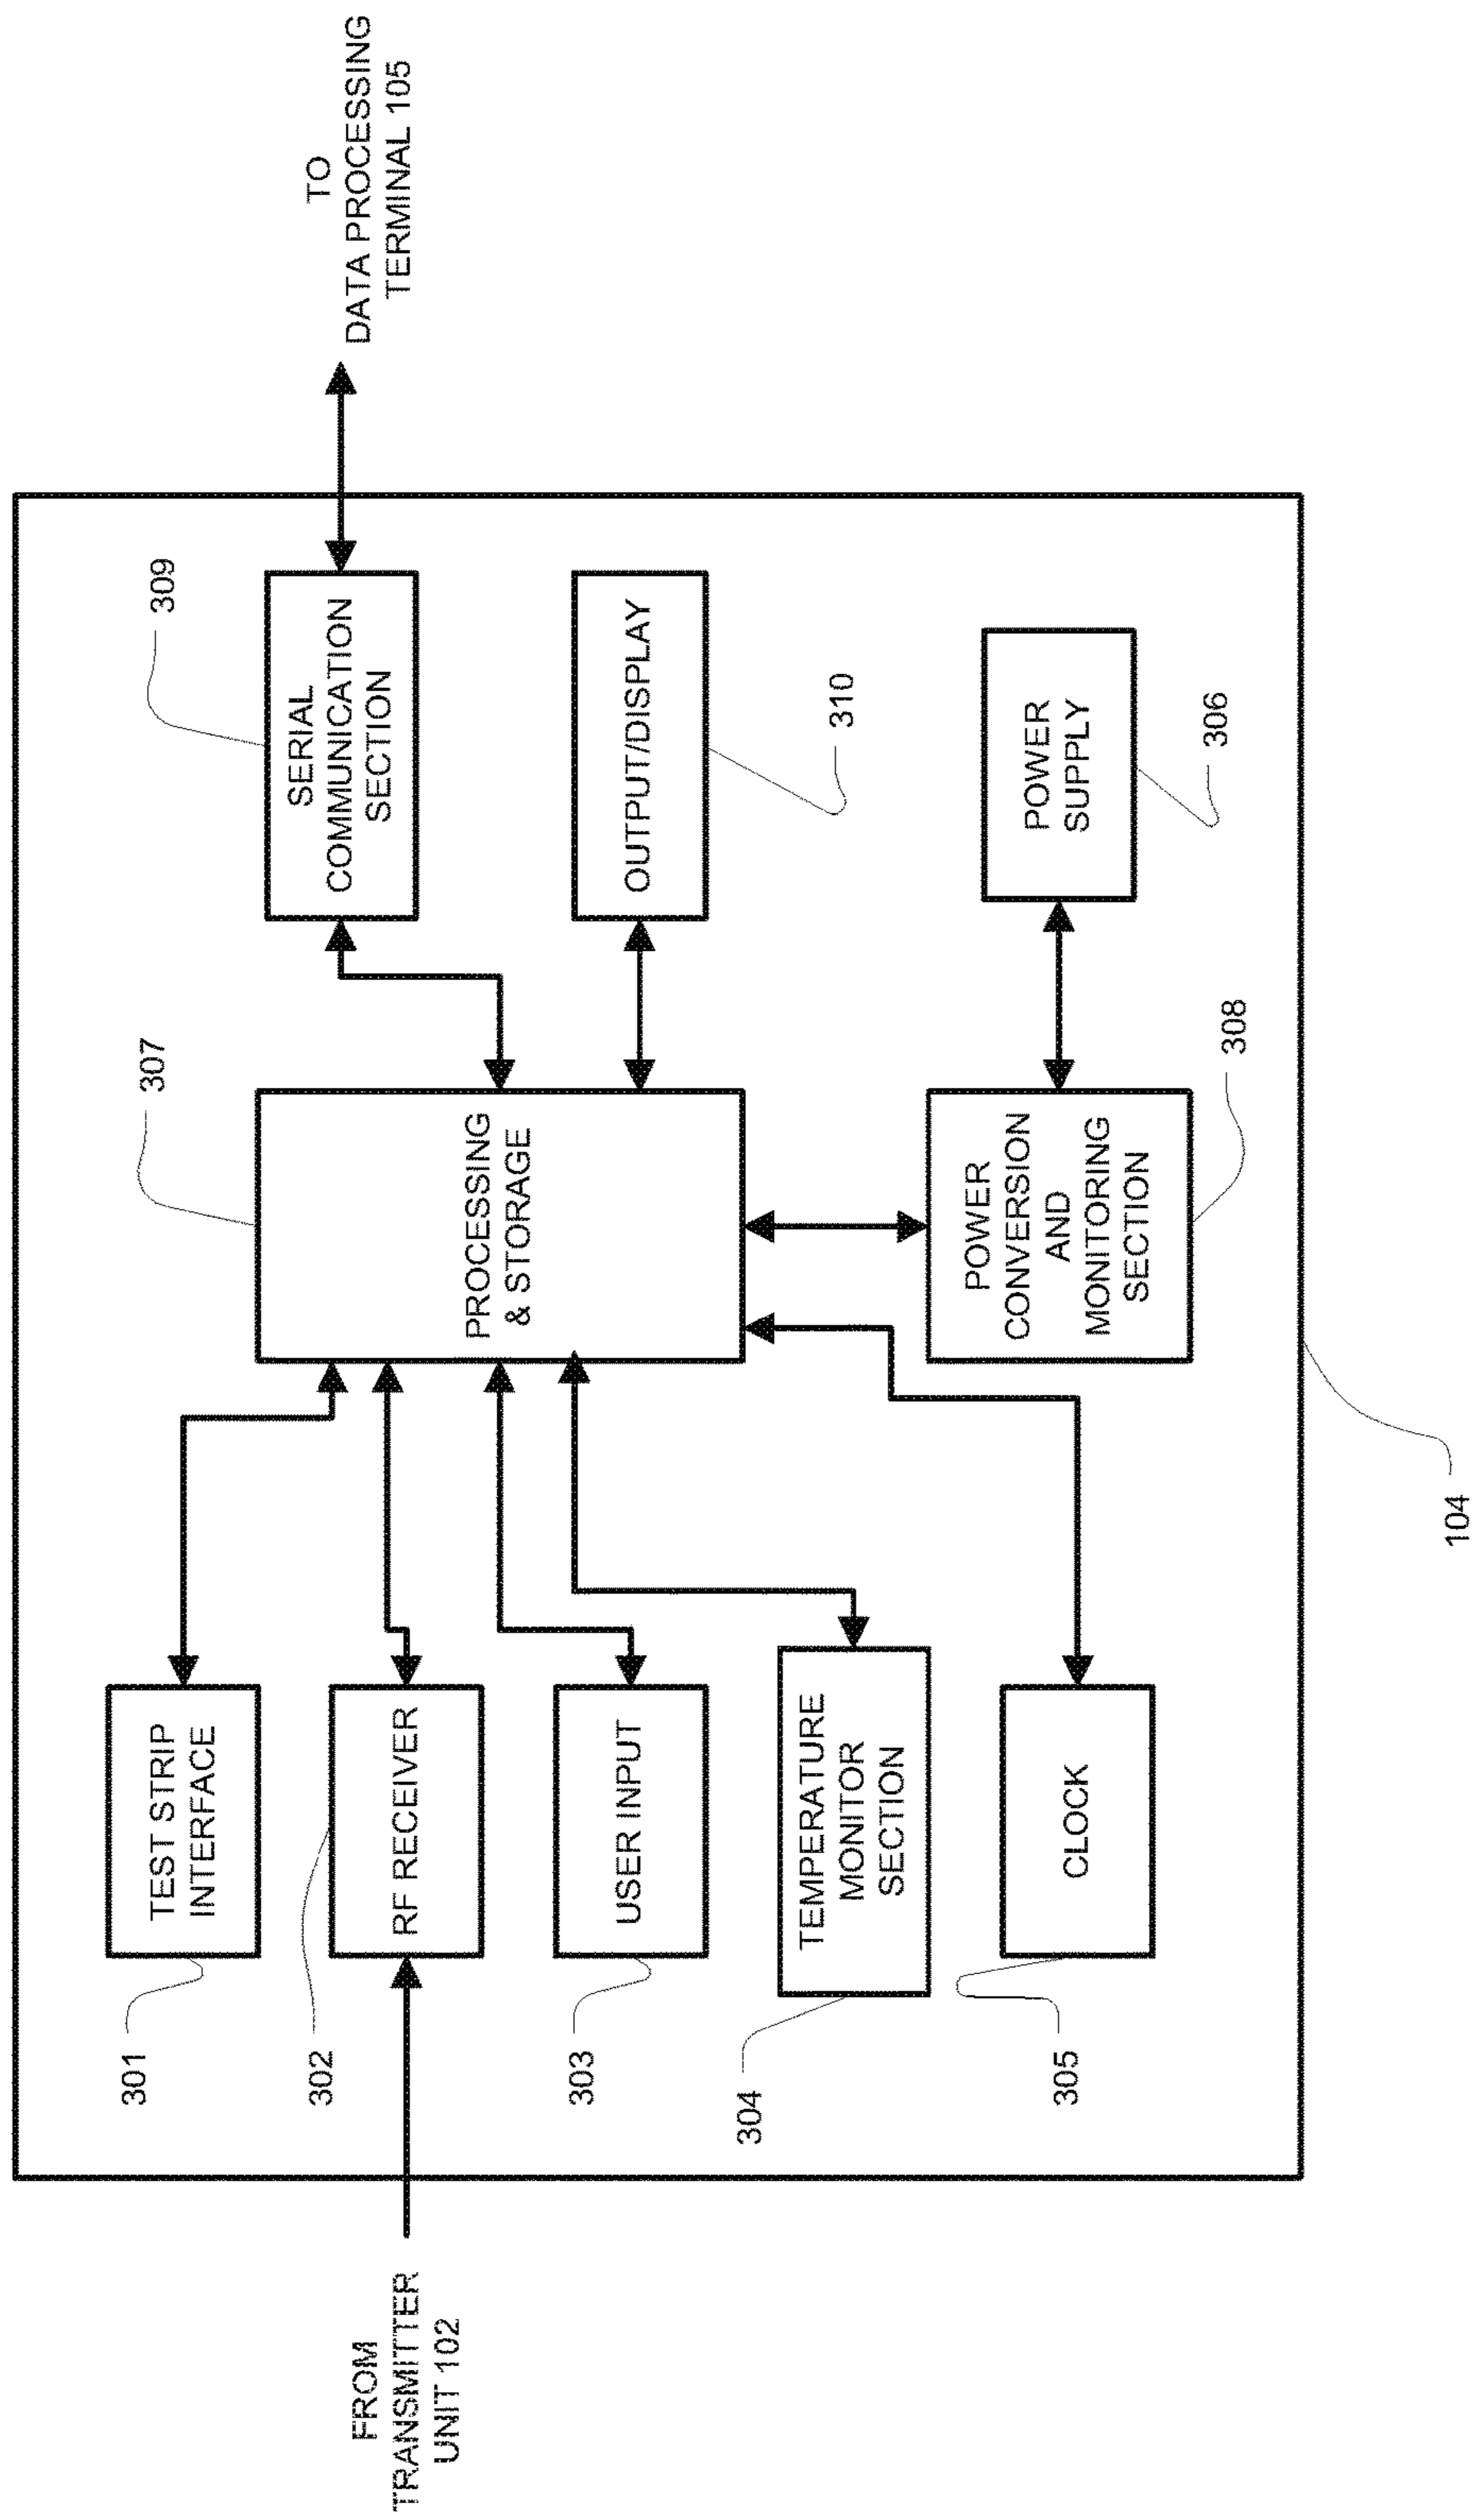 FROM
TRANSMITTER
UNIT 102
301
TEST STRIP
INTERFACE
302
RF RECEIVER
303
USER INPUT
304
TEMPERATURE
MONITOR
SECTION
305
CLOCK
307
PROCESSING
& STORAGE
308
POWER
CONVERSION
AND
MONITORING
SECTION
309
SERIAL
COMMUNICATION
SECTION
OUTPUT/DISPLAY
310
POWER
SUPPLY
306
TO
DATA PROCESSING
TERMINAL 105
104